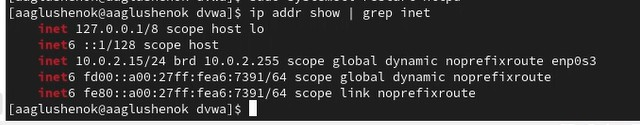 [aaglushenok@aaglushenok dvwa]$ ip addr show | grep inet
    inet 127.0.0.1/8 scope host lo
    inet6 ::1/128 scope host
    inet 10.0.2.15/24 brd 10.0.2.255 scope global dynamic noprefixroute enp0s3
    inet6 fd00::a00:27ff:fea6:7391/64 scope global dynamic noprefixroute
    inet6 fe80::a00:27ff:fea6:7391/64 scope link noprefixroute
[aaglushenok@aaglushenok dvwa]$